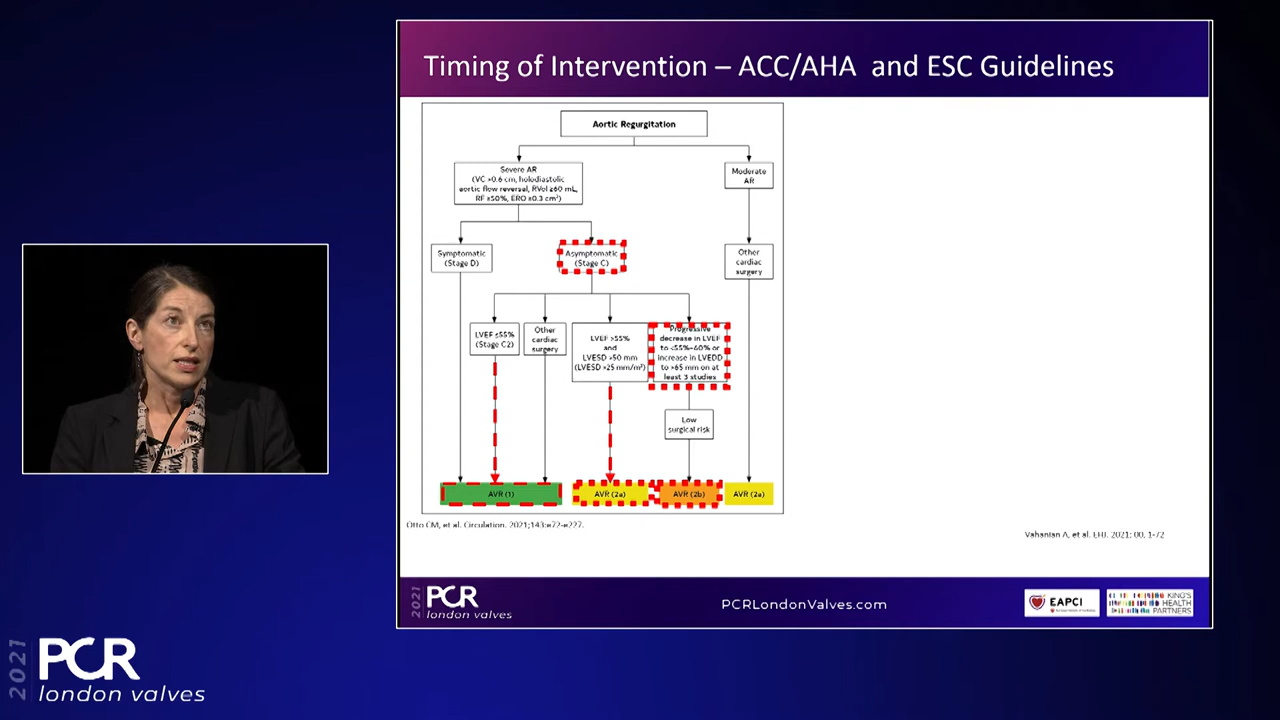 Timing of Intervention – ACC/AHA and ESC Guidelines
Aortic Regurgitation
Severe AR
(VC >0.6 cm, holodiastolic
aortic flow reversal, RVol ≥60 mL,
RF ≥50%, ERO ≥0.3 cm²)
Moderate
AR
Symptomatic
(Stage D)
Asymptomatic
(Stage C)
Other
cardiac
surgery
LVEF ≤55%
(Stage C2)
Other
cardiac
surgery
LVEF >55%
and
LVESD >50 mm
(LVESD >25 mm/m²)
Progressive
decrease in LVEF
to <55%-60% or
increase in LVEDD
to >65 mm on at
least 3 studies
Low
surgical risk
AVR (1)
AVR (2a)
AVR (2b)
AVR (2a)
Otto CM, et al. Circulation. 2021;143:e72-e227.
Vahanian A, et al. EHJ. 2021; 00, 1-72
2021
PCR
london valves
PCRLondonValves.com
EAPCI
KING'S
HEALTH
PARTNERS
2021
PCR
london valves